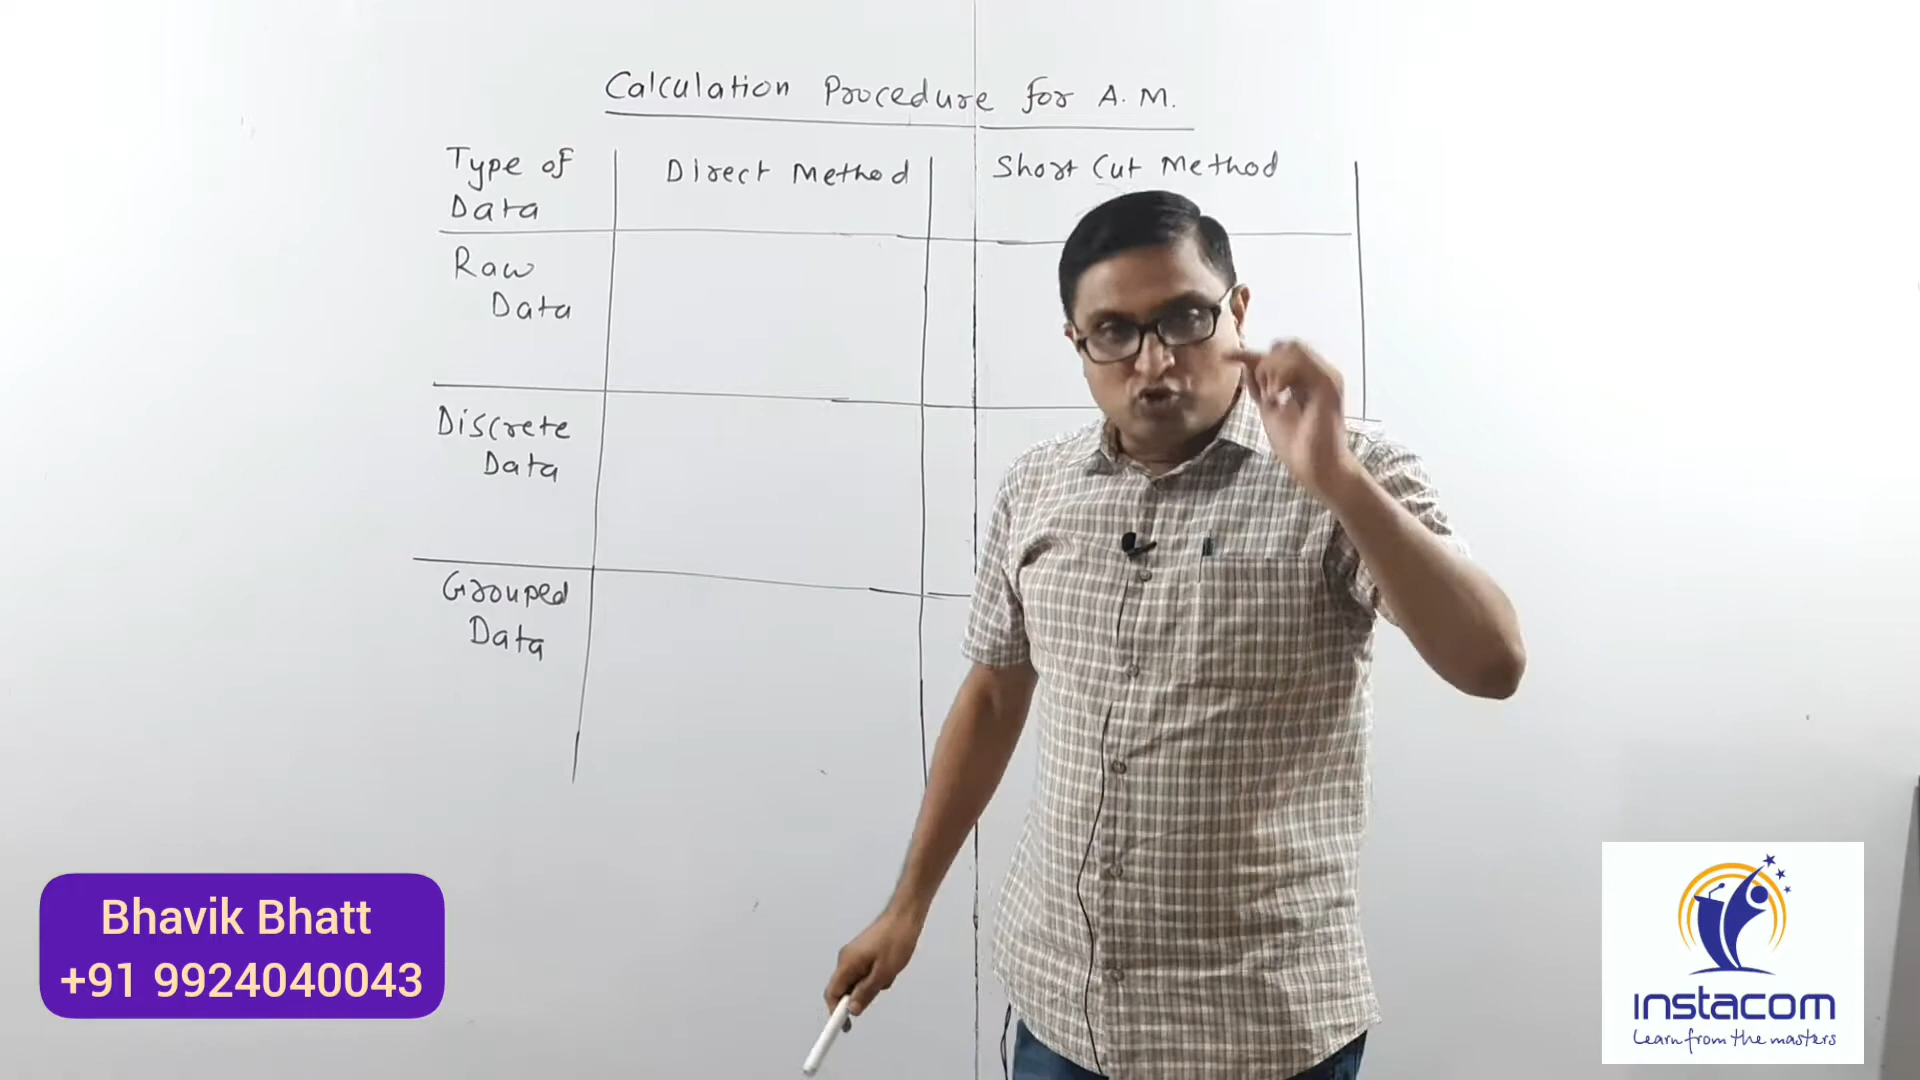 Calculation Procedure for A.M.
Type of Data
Direct Method
Short Cut Method
Raw Data
Discrete Data
Grouped Data
Bhavik Bhatt
+91 9924040043
instacom
Learn from the masters